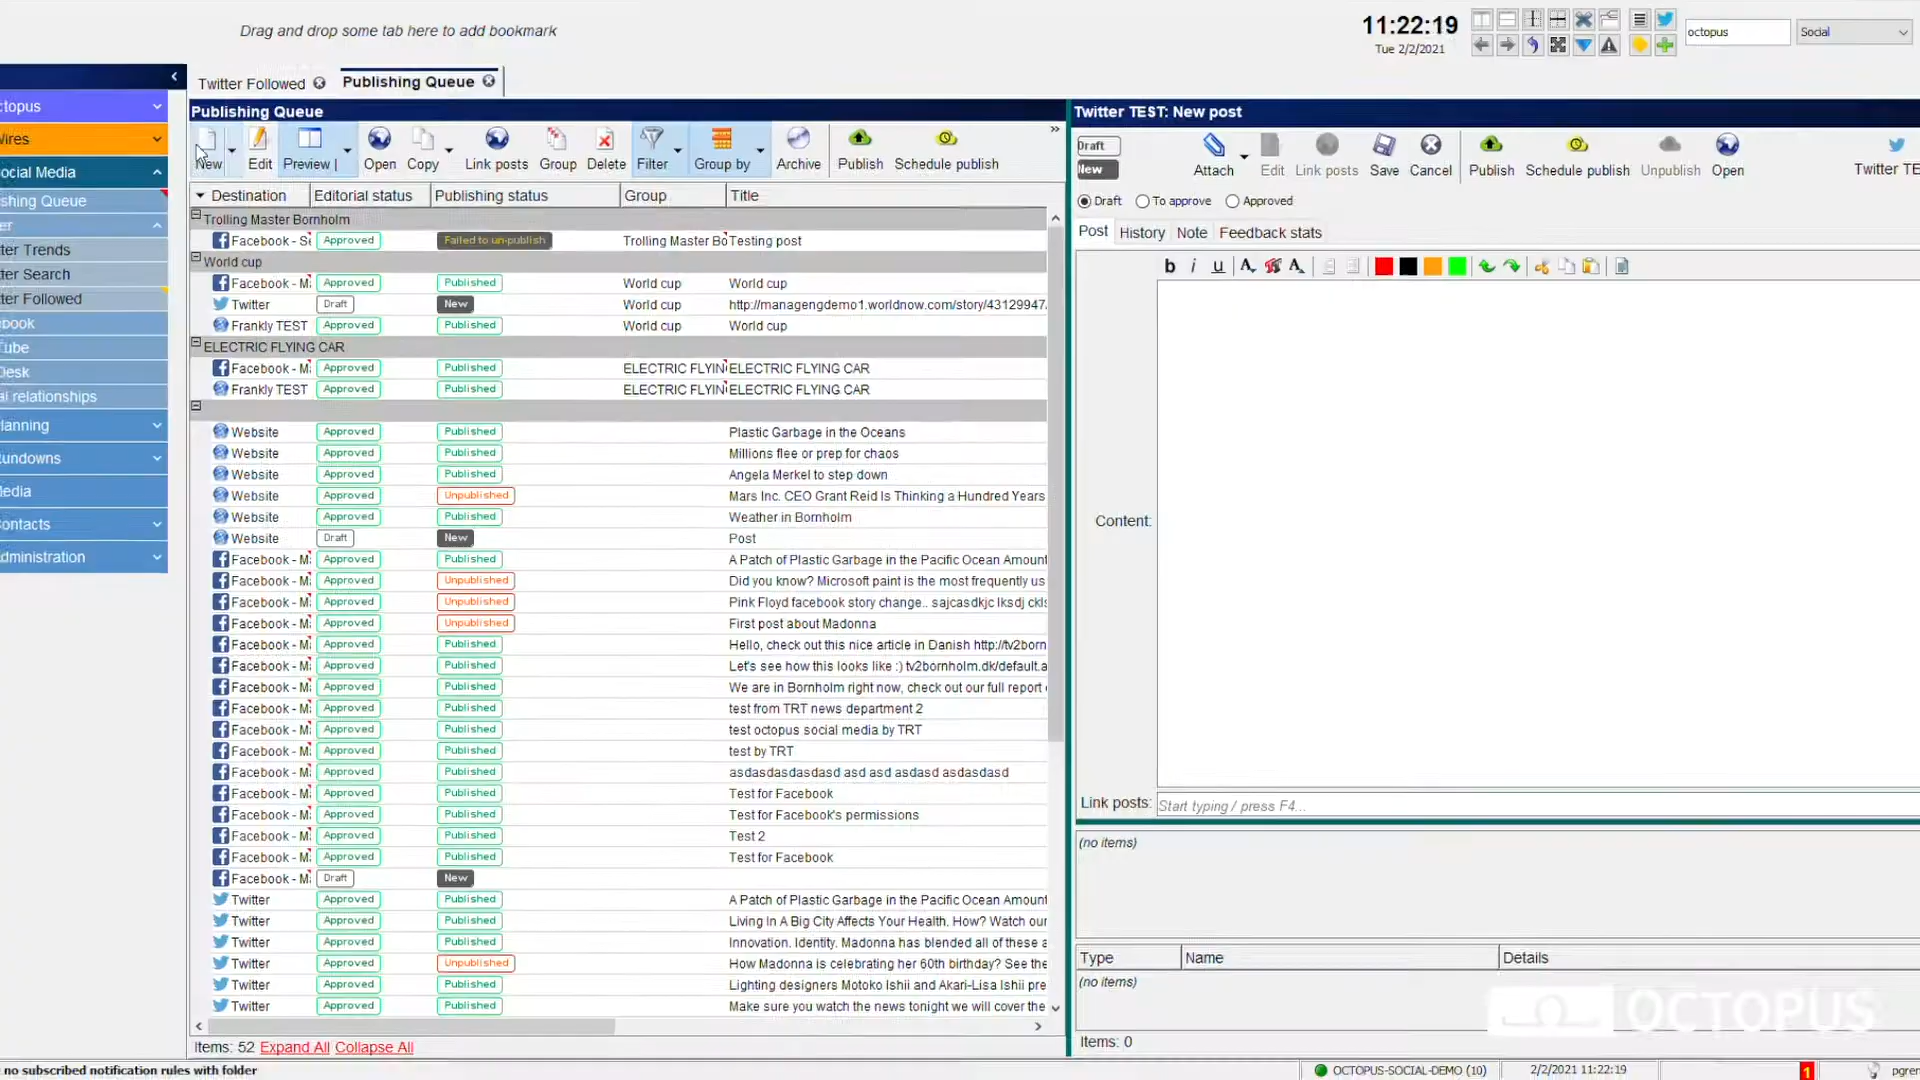 Drag and drop some tab here to add bookmark
11:22:19
Tue 2/2/2021
octopus
Social
Twitter Followed
Publishing Queue
ctopus
Wires
ocial Media
shing Queue
er
ter Trends
ter Search
ter Followed
book
Tube
Desk
al relationships
lanning
undowns
edia
ontacts
dministration
Publishing Queue
New
Edit
Preview |
Open
Copy
Link posts
Group
Delete
Filter
Group by
Archive
Publish
Schedule publish
Destination Editorial status Publishing status Group Title
Trolling Master Bornholm
Facebook - S Approved Failed to un-publish Trolling Master Bo Testing post
World cup
Facebook - M Approved Published World cup World cup
Twitter Draft New World cup http://managengdemo1.worldnow.com/story/43129947
Frankly TEST Approved Published World cup World cup
ELECTRIC FLYING CAR
Facebook - M Approved Published ELECTRIC FLYIN ELECTRIC FLYING CAR
Frankly TEST Approved Published ELECTRIC FLYIN ELECTRIC FLYING CAR
Website Approved Published Plastic Garbage in the Oceans
Website Approved Published Millions flee or prep for chaos
Website Approved Published Angela Merkel to step down
Website Approved Unpublished Mars Inc. CEO Grant Reid Is Thinking a Hundred Years
Website Approved Published Weather in Bornholm
Website Draft New Post
Facebook - M Approved Published A Patch of Plastic Garbage in the Pacific Ocean Amount
Facebook - M Approved Unpublished Did you know? Microsoft paint is the most frequently us
Facebook - M Approved Unpublished Pink Floyd facebook story change.. sajcasdkjc lksdj ckls
Facebook - M Approved Unpublished First post about Madonna
Facebook - M Approved Published Hello, check out this nice article in Danish http://tv2born
Facebook - M Approved Published Let's see how this looks like :) tv2bornholm.dk/default.a
Facebook - M Approved Published We are in Bornholm right now, check out our full report
Facebook - M Approved Published test from TRT news department 2
Facebook - M Approved Published test octopus social media by TRT
Facebook - M Approved Published test by TRT
Facebook - M Approved Published asdasdasdasdasd asd asd asdasd asdasdasd
Facebook - M Approved Published Test for Facebook
Facebook - M Approved Published Test for Facebook's permissions
Facebook - M Approved Published Test 2
Facebook - M Approved Published Test for Facebook
Facebook - M Draft New
Twitter Approved Published A Patch of Plastic Garbage in the Pacific Ocean Amount
Twitter Approved Published Living In A Big City Affects Your Health. How? Watch our
Twitter Approved Published Innovation. Identity. Madonna has blended all of these a
Twitter Approved Unpublished How Madonna is celebrating her 60th birthday? See the
Twitter Approved Published Lighting designers Motoko Ishii and Akari-Lisa Ishii pre
Twitter Approved Published Make sure you watch the news tonight we will cover the
Items: 52 Expand All Collapse All
Twitter TEST: New post
Draft
New
Attach
Edit
Link posts
Save
Cancel
Publish
Schedule publish
Unpublish
Open
Twitter TE
Draft To approve Approved
Post History Note Feedback stats
b i u A A
Content:
Link posts: Start typing / press F4...
(no items)
Type Name Details
(no items)
OCTOPUS
Items: 0
no subscribed notification rules with folder
OCTOPUS-SOCIAL-DEMO (10)
2/2/2021 11:22:19
1
pgren